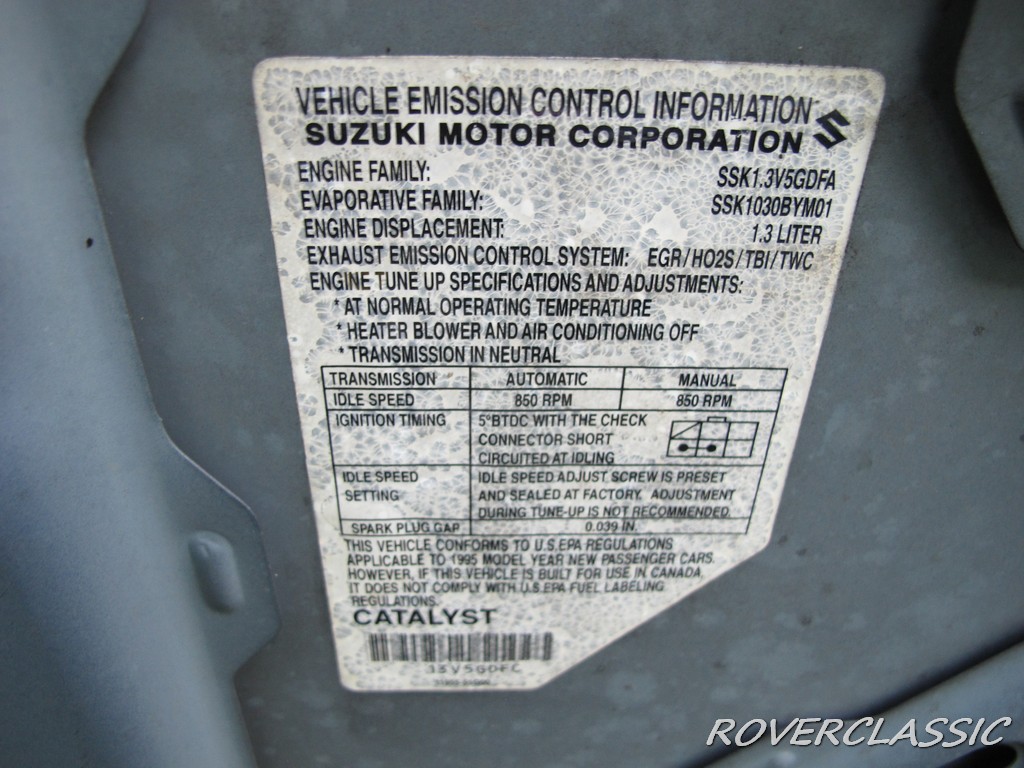 VEHICLE EMISSION CONTROL INFORMATION
SUZUKI MOTOR CORPORATION
ENGINE FAMILY: SSK1.3V5GDFA
EVAPORATIVE FAMILY: SSK1030BYM01
ENGINE DISPLACEMENT: 1.3 LITER
EXHAUST EMISSION CONTROL SYSTEM: EGR/HO2S/TBI/TWC
ENGINE TUNE UP SPECIFICATIONS AND ADJUSTMENTS:
* AT NORMAL OPERATING TEMPERATURE
* HEATER BLOWER AND AIR CONDITIONING OFF
* TRANSMISSION IN NEUTRAL
TRANSMISSION AUTOMATIC MANUAL
IDLE SPEED 850 RPM 850 RPM
IGNITION TIMING 5°BTDC WITH THE CHECK
CONNECTOR SHORT
CIRCUITED AT IDLING
IDLE SPEED IDLE SPEED ADJUST SCREW IS PRESET
SETTING AND SEALED AT FACTORY. ADJUSTMENT
DURING TUNE-UP IS NOT RECOMMENDED.
SPARK PLUG GAP 0.039 IN.
THIS VEHICLE CONFORMS TO U.S.EPA REGULATIONS
APPLICABLE TO 1995 MODEL YEAR NEW PASSENGER CARS.
HOWEVER, IF THIS VEHICLE IS BUILT FOR USE IN CANADA,
IT DOES NOT COMPLY WITH U.S.EPA FUEL LABELING
REGULATIONS.
CATALYST
ROVERCLASSIC